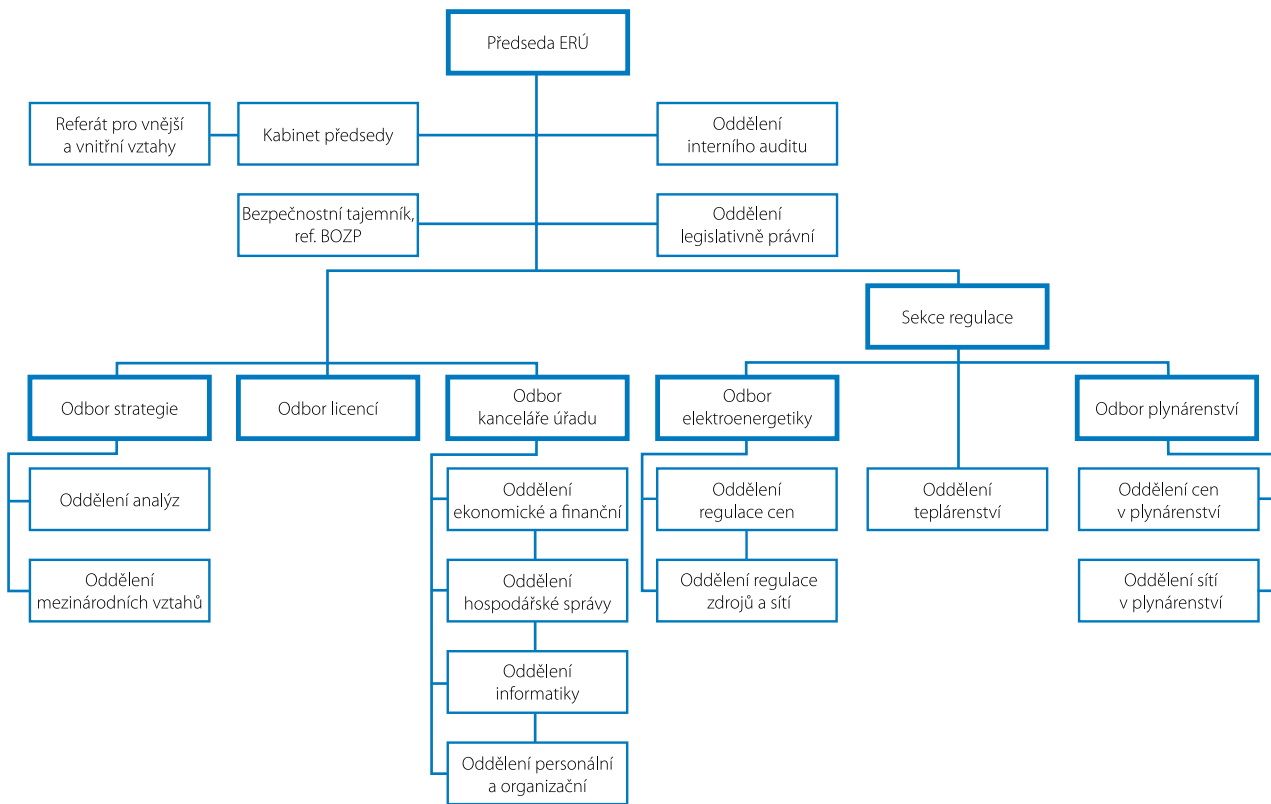 Předseda ERÚ
Referát pro vnější
a vnitřní vztahy
Kabinet předsedy
Oddělení
interního auditu
Bezpečnostní tajemník,
ref. BOZP
Oddělení
legislativně právní
Sekce regulace
Odbor strategie
Odbor licencí
Odbor
kanceláře úřadu
Odbor
elektroenergetiky
Odbor plynárenství
Oddělení analýz
Oddělení
ekonomické a finanční
Oddělení
regulace cen
Oddělení
teplárenství
Oddělení cen
v plynárenství
Oddělení
mezinárodních vztahů
Oddělení
hospodářské správy
Oddělení regulace
zdrojů a sítí
Oddělení sítí
v plynárenství
Oddělení
informatiky
Oddělení personální
a organizační